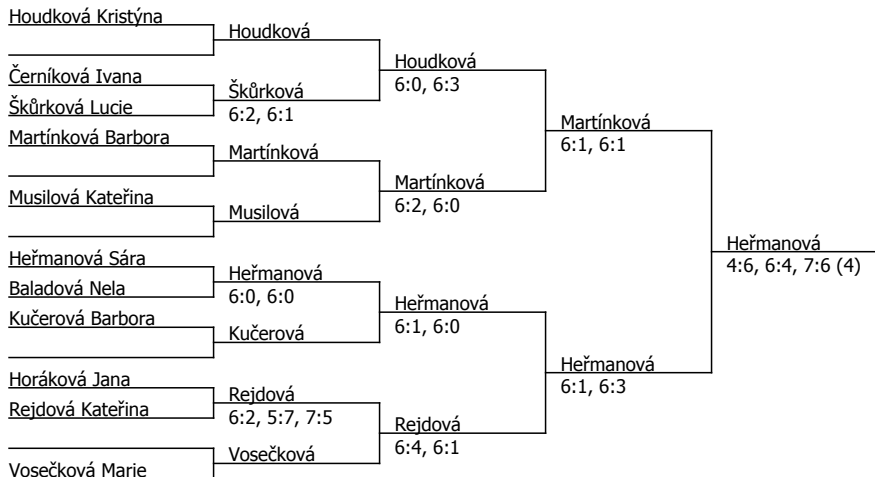 Houdková Kristýna
Černíková Ivana
Škůrková Lucie
Martínková Barbora
Musilová Kateřina
Heřmanová Sára
Baladová Nela
Kučerová Barbora
Horáková Jana
Rejdová Kateřina
Vosečková Marie
Houdková
Škůrková
6:2, 6:1
Martínková
Musilová
Heřmanová
6:0, 6:0
Kučerová
Rejdová
6:2, 5:7, 7:5
Vosečková
Houdková
6:0, 6:3
Martínková
6:2, 6:0
Heřmanová
6:1, 6:0
Rejdová
6:4, 6:1
Martínková
6:1, 6:1
Heřmanová
6:1, 6:3
Heřmanová
4:6, 6:4, 7:6 (4)